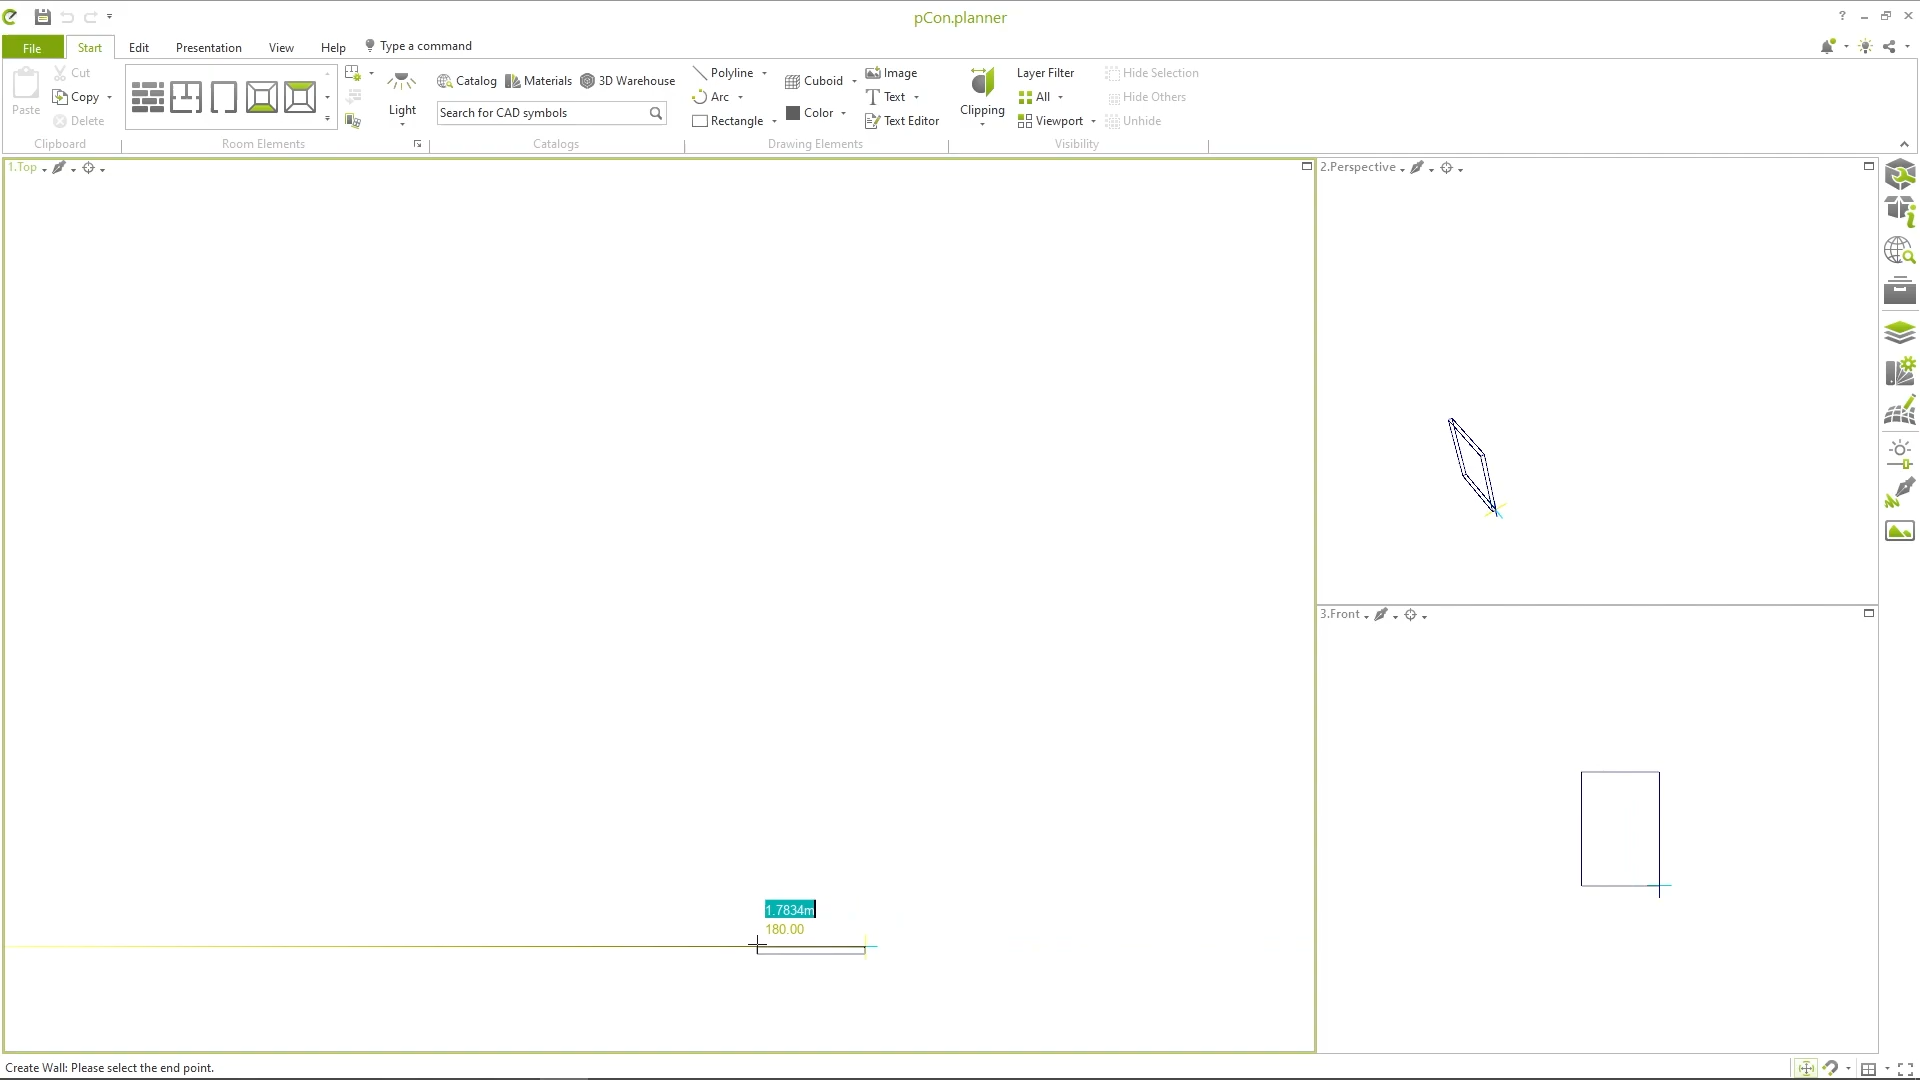 pCon.planner
File Start Edit Presentation View Help Type a command
Paste Cut Copy Delete
Clipboard
Room Elements
Light
Catalog Materials 3D Warehouse
Search for CAD symbols
Catalogs
Polyline Cuboid Image
Arc Text
Color
Rectangle Text Editor
Drawing Elements
Clipping
Layer Filter
All
Viewport
Hide Selection
Hide Others
Unhide
Visibility
1.Top
2.Perspective
3.Front
1.7834m
180.00
Create Wall: Please select the end point.